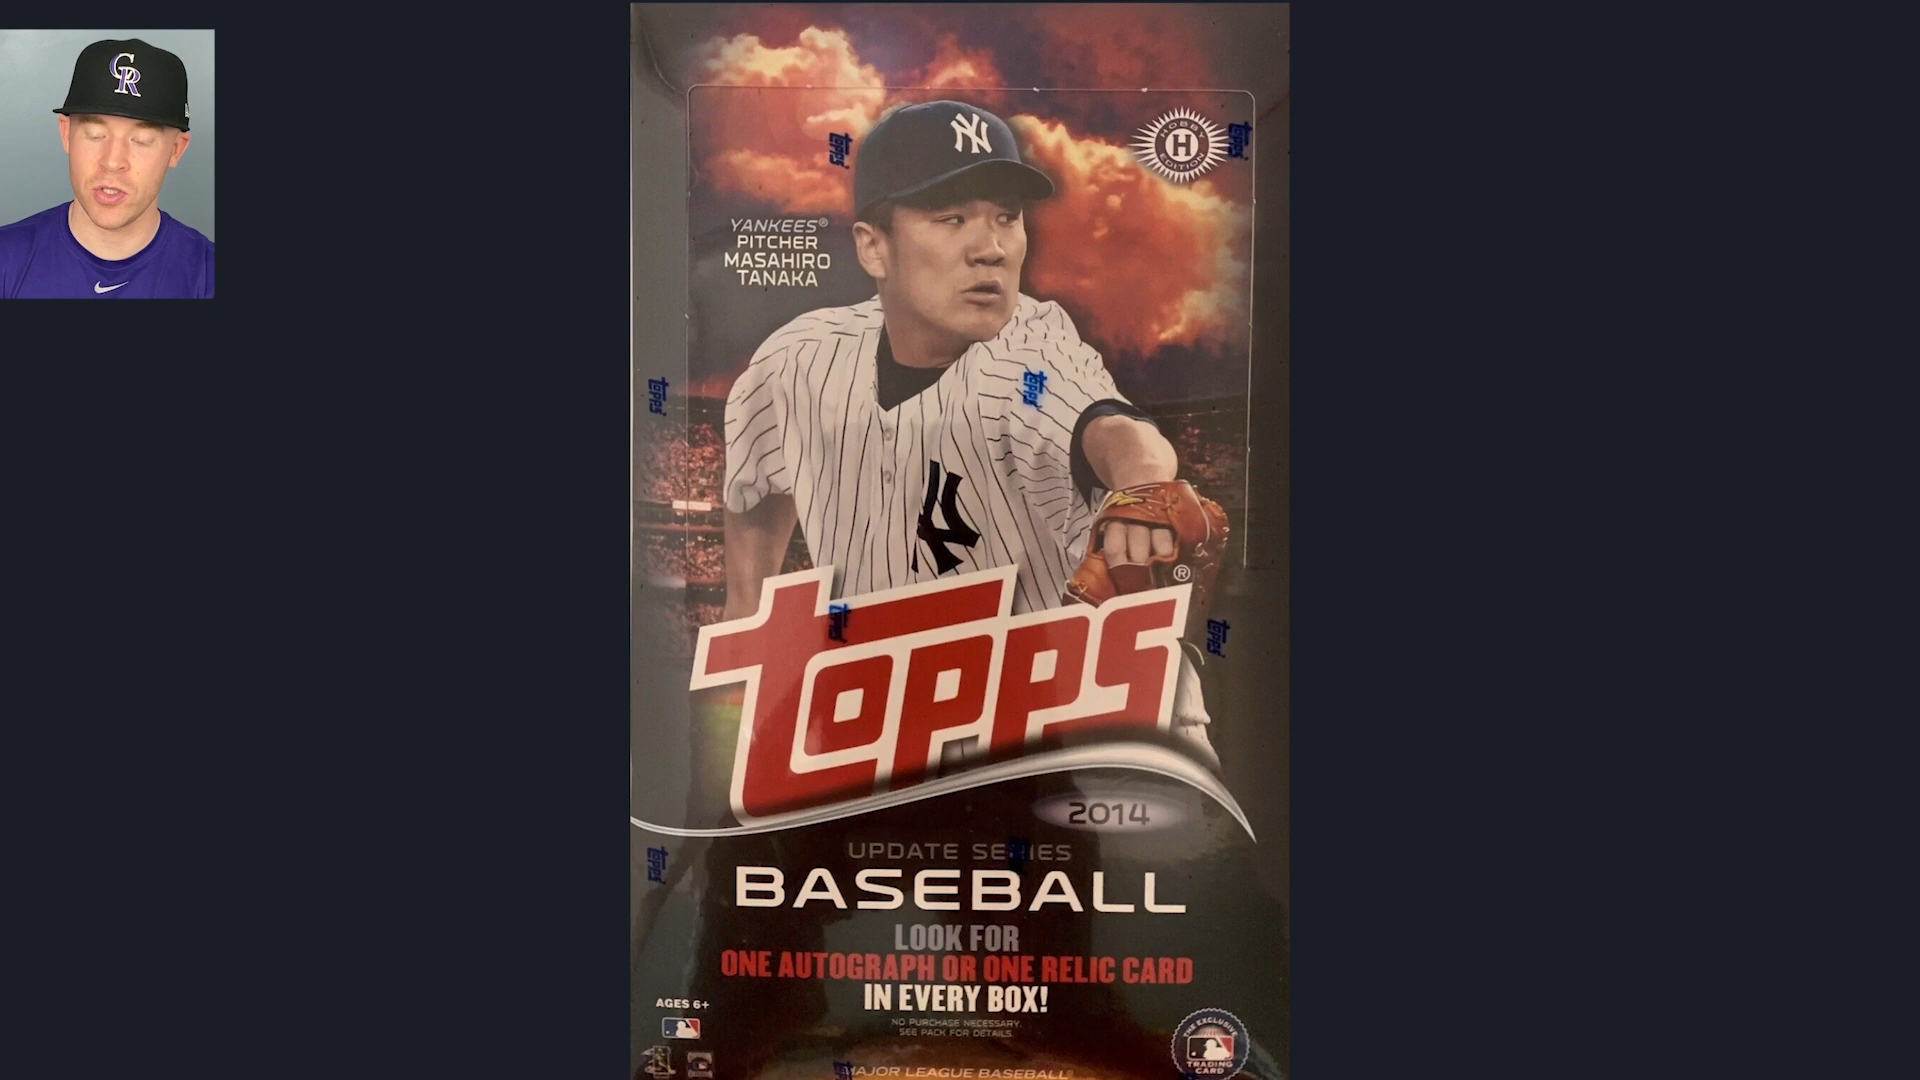 CR
NY
HOBBY
H
EDITION
YANKEES®
PITCHER
MASAHIRO
TANAKA
topps
topps
topps
topps
NY
®
topps
topps
topps
2014
UPDATE SERIES
BASEBALL
topps
LOOK FOR
ONE AUTOGRAPH OR ONE RELIC CARD
IN EVERY BOX!
AGES 6+
NO PURCHASE NECESSARY.
SEE PACK FOR DETAILS.
THE EXCLUSIVE
TRADING
CARD
MAJOR LEAGUE BASEBALL